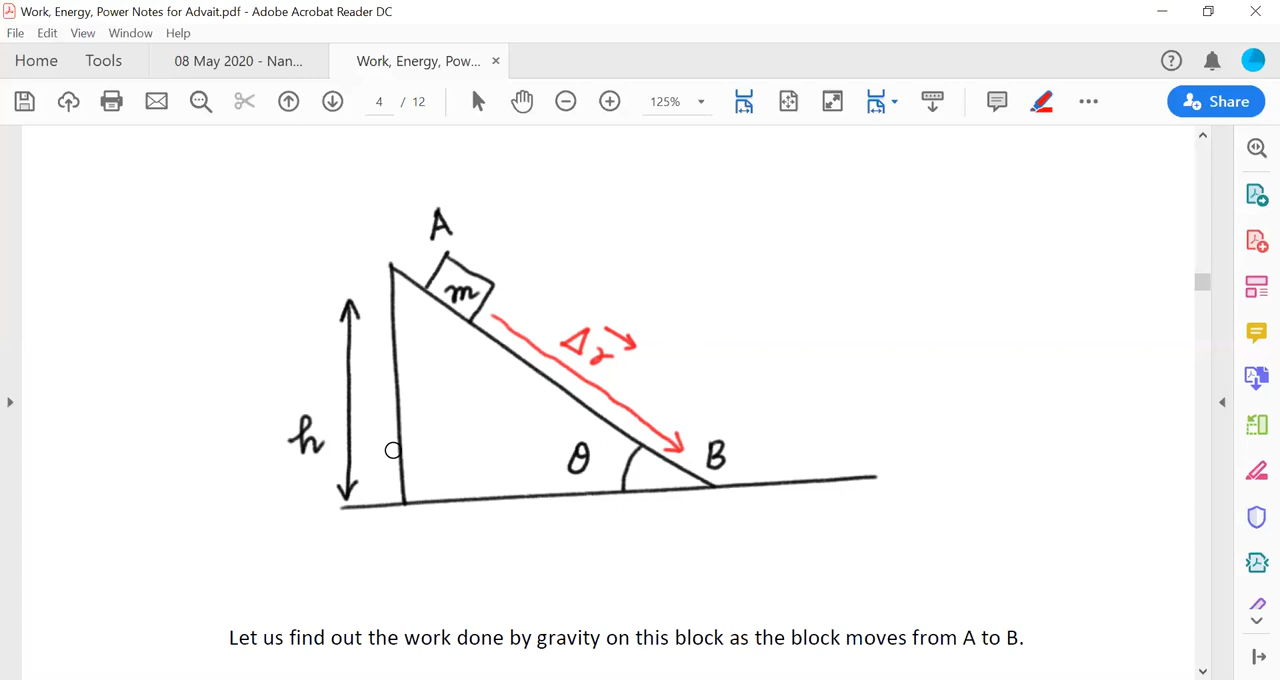 Work, Energy, Power Notes for Advait.pdf - Adobe Acrobat Reader DC
File Edit View Window Help
Home Tools 08 May 2020 - Nan... Work, Energy, Pow... ×
4 / 12 125% Share
A
m
Δr
h
θ
B
Let us find out the work done by gravity on this block as the block moves from A to B.